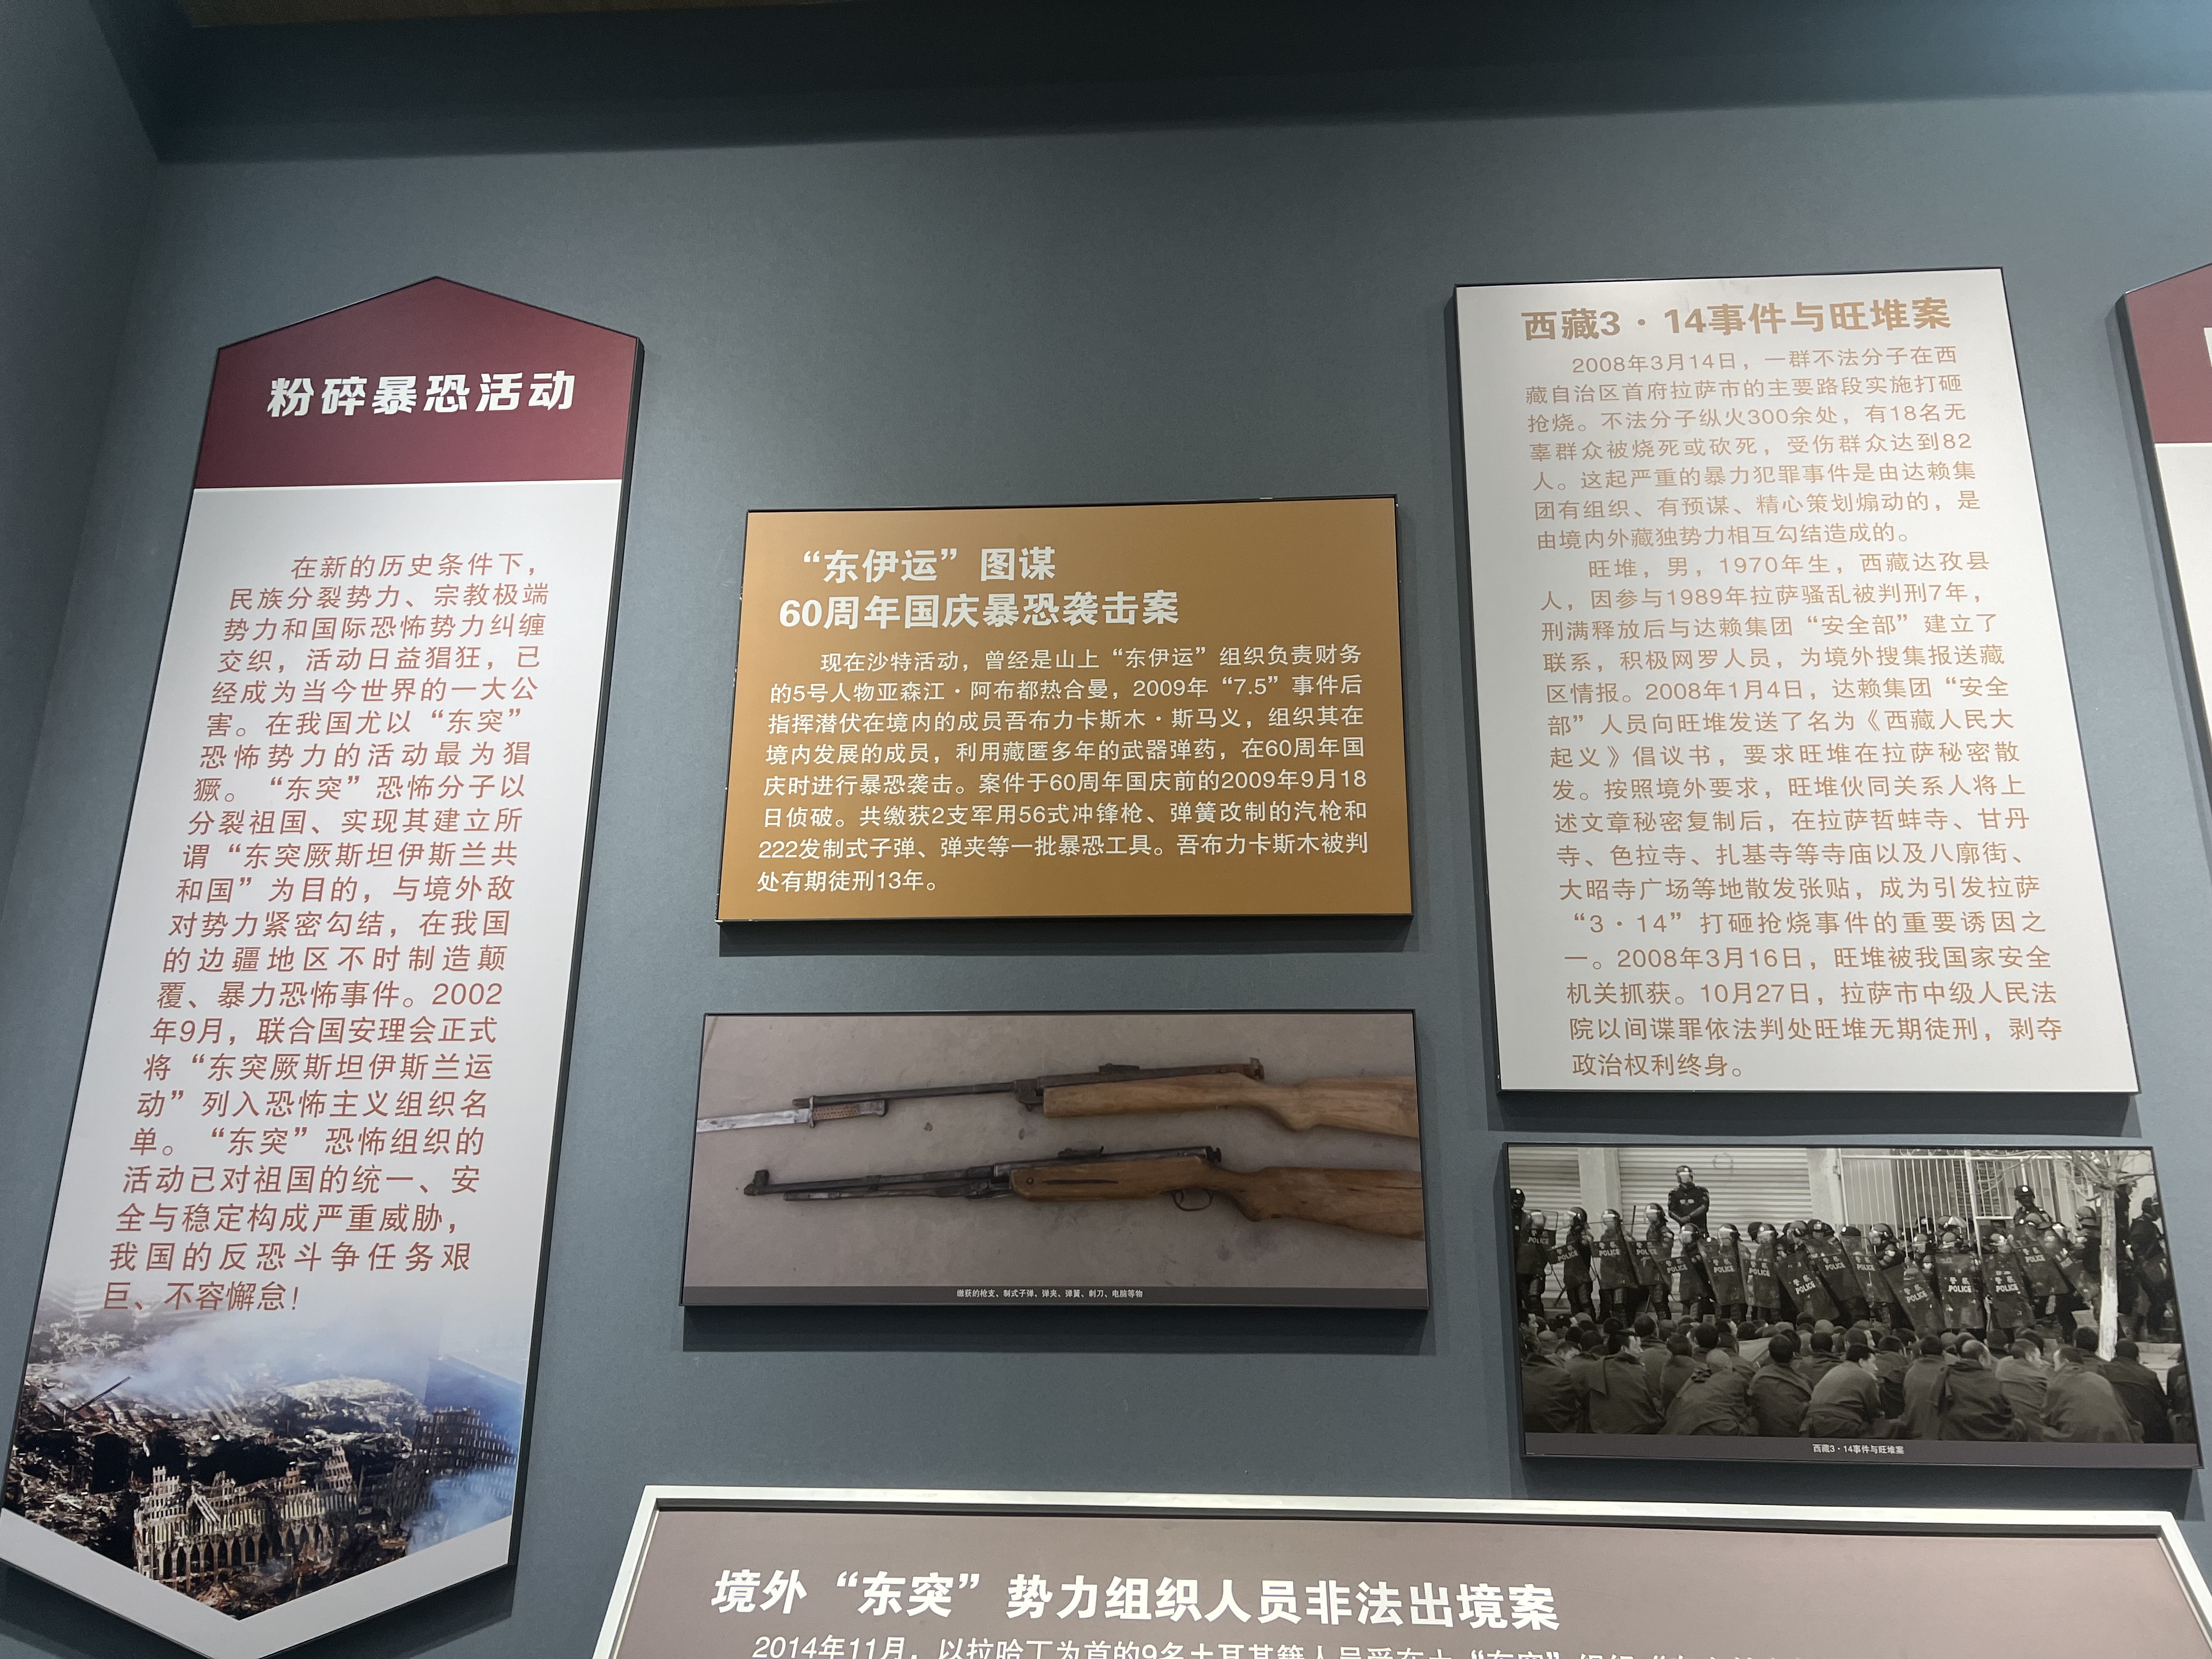 粉碎暴恐活动
在新的历史条件下，
民族分裂势力、宗教极端
势力和国际恐怖势力纠缠
交织，活动日益猖狂，已
经成为当今世界的一大公
害。在我国尤以“东突”
恐怖势力的活动最为猖
獗。“东突”恐怖分子以
分裂祖国、实现其建立所
谓“东突厥斯坦伊斯兰共
和国”为目的，与境外敌
对势力紧密勾结，在我国
的边疆地区不时制造颠
覆、暴力恐怖事件。2002
年9月，联合国安理会正式
将“东突厥斯坦伊斯兰运
动”列入恐怖主义组织名
单。“东突”恐怖组织的
活动已对祖国的统一、安
全与稳定构成严重威胁，
我国的反恐斗争任务艰
巨、不容懈怠！
“东伊运”图谋
60周年国庆暴恐袭击案
现在沙特活动，曾经是山上“东伊运”组织负责财务
的5号人物亚森江·阿布都热合曼，2009年“7.5”事件后
指挥潜伏在境内的成员吾布力卡斯木·斯马义，组织其在
境内发展的成员，利用藏匿多年的武器弹药，在60周年国
庆时进行暴恐袭击。案件于60周年国庆前的2009年9月18
日侦破。共缴获2支军用56式冲锋枪、弹簧改制的汽枪和
222发制式子弹、弹夹等一批暴恐工具。吾布力卡斯木被判
处有期徒刑13年。
缴获的枪支、制式子弹、弹夹、弹簧、剃刀、电脑等物
西藏3·14事件与旺堆案
2008年3月14日，一群不法分子在西
藏自治区首府拉萨市的主要路段实施打砸
抢烧。不法分子纵火300余处，有18名无
辜群众被烧死或砍死，受伤群众达到82
人。这起严重的暴力犯罪事件是由达赖集
团有组织、有预谋、精心策划煽动的，是
由境内外藏独势力相互勾结造成的。
旺堆，男，1970年生，西藏达孜县
人，因参与1989年拉萨骚乱被判刑7年，
刑满释放后与达赖集团“安全部”建立了
联系，积极网罗人员，为境外搜集报送藏
区情报。2008年1月4日，达赖集团“安全
部”人员向旺堆发送了名为《西藏人民大
起义》倡议书，要求旺堆在拉萨秘密散
发。按照境外要求，旺堆伙同关系人将上
述文章秘密复制后，在拉萨哲蚌寺、甘丹
寺、色拉寺、扎基寺等寺庙以及八廓街、
大昭寺广场等地散发张贴，成为引发拉萨
“3·14”打砸抢烧事件的重要诱因之
一。2008年3月16日，旺堆被我国家安全
机关抓获。10月27日，拉萨市中级人民法
院以间谍罪依法判处旺堆无期徒刑，剥夺
政治权利终身。
POLICE
POLICE
POLICE
POLICE
POLICE
POLICE
POLICE
POLICE
POLICE
西藏3·14事件与旺堆案
境外“东突”势力组织人员非法出境案
2014年11月，以拉哈丁为首的9名土耳其籍人员受在土“东突”组织